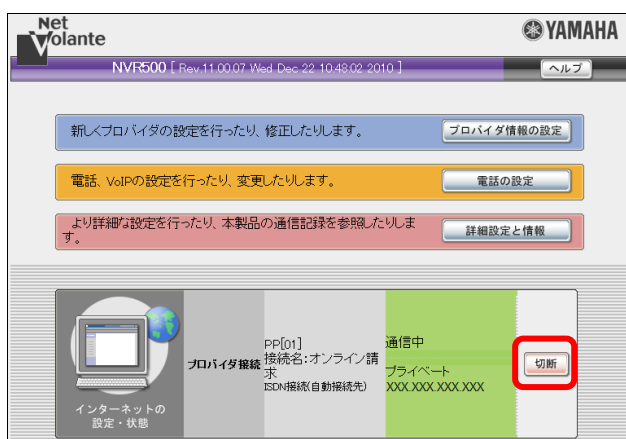 Net
Volante
YAMAHA
NVR500 [ Rev.11.00.07 Wed Dec 22 10:48:02 2010 ]
ヘルプ
新しくプロバイダの設定を行ったり、修正したりします。
プロバイダ情報の設定
電話、VoIPの設定を行ったり、変更したりします。
電話の設定
より詳細な設定を行ったり、本製品の通信記録を参照したりしま
す。
詳細設定と情報
インターネットの
設定・状態
プロバイダ接続
PP[01]
接続名:オンライン請
求
ISDN接続(自動接続先)
通信中
プライベート
XXX.XXX.XXX.XXX
切断